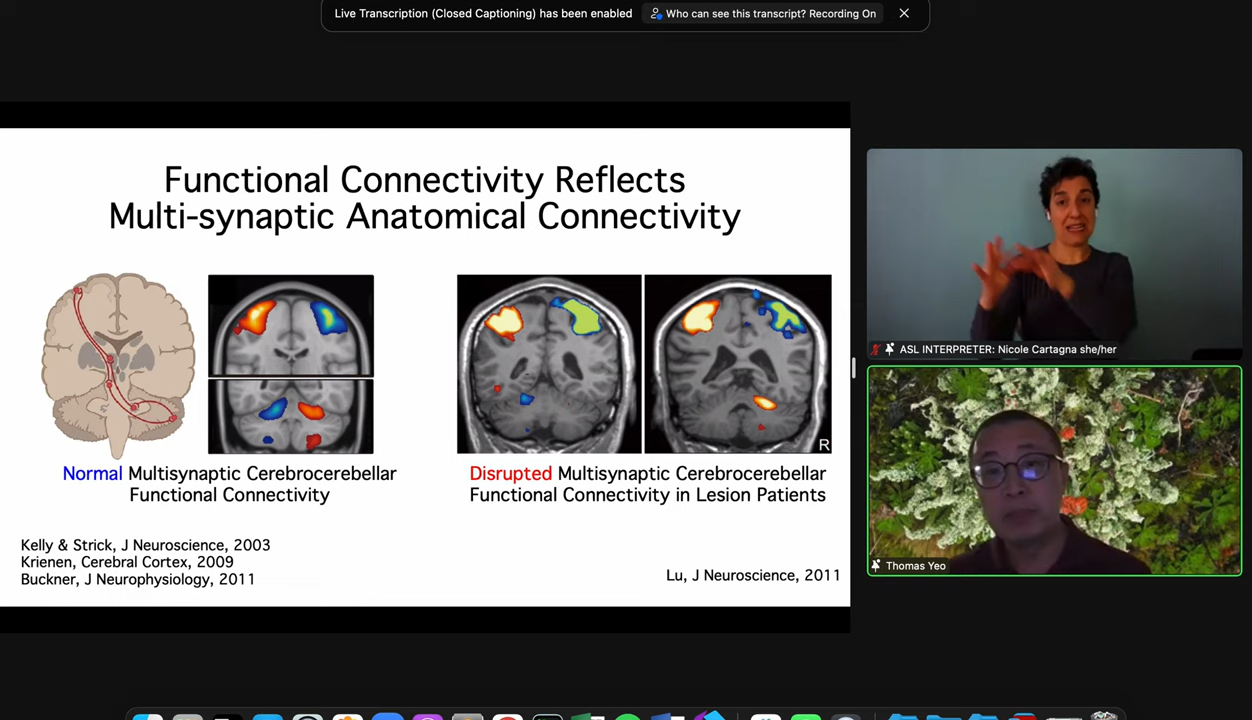 Live Transcription (Closed Captioning) has been enabled
Who can see this transcript? Recording On
Functional Connectivity Reflects
Multi-synaptic Anatomical Connectivity
R
Normal Multisynaptic Cerebrocerebellar
Functional Connectivity
Disrupted Multisynaptic Cerebrocerebellar
Functional Connectivity in Lesion Patients
Kelly & Strick, J Neuroscience, 2003
Krienen, Cerebral Cortex, 2009
Buckner, J Neurophysiology, 2011
Lu, J Neuroscience, 2011
ASL INTERPRETER: Nicole Cartagna she/her
Thomas Yeo